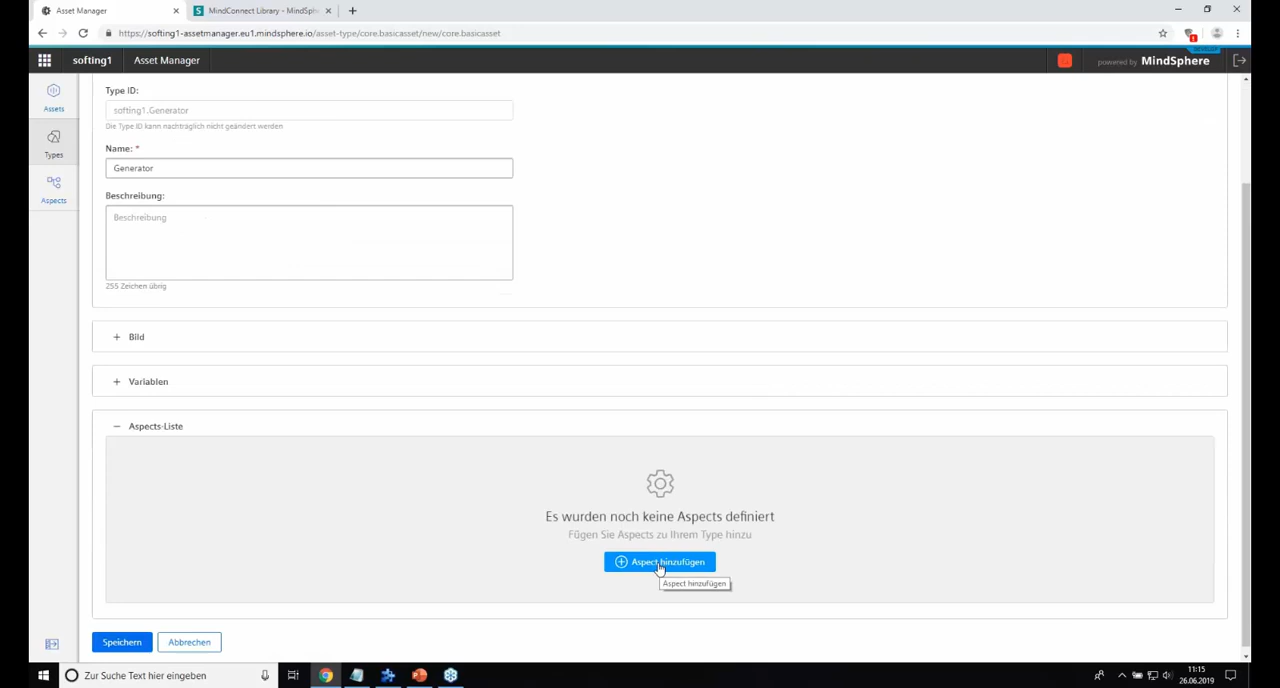 Asset Manager
S MindConnect Library - MindSphe
https://softing1-assetmanager.eu1.mindsphere.io/asset-type/core.basicasset/new/core.basicasset
1
softing1
Asset Manager
powered by MindSphere
Assets
Types
Aspects
Type ID:
softing1.Generator
Die Type ID kann nachträglich nicht geändert werden
Name: *
Generator
Beschreibung:
Beschreibung
255 Zeichen übrig
+ Bild
+ Variablen
− Aspects-Liste
Es wurden noch keine Aspects definiert
Fügen Sie Aspects zu Ihrem Type hinzu
Aspect hinzufügen
Aspect hinzufügen
Speichern
Abbrechen
Zur Suche Text hier eingeben
11:15
26.06.2019